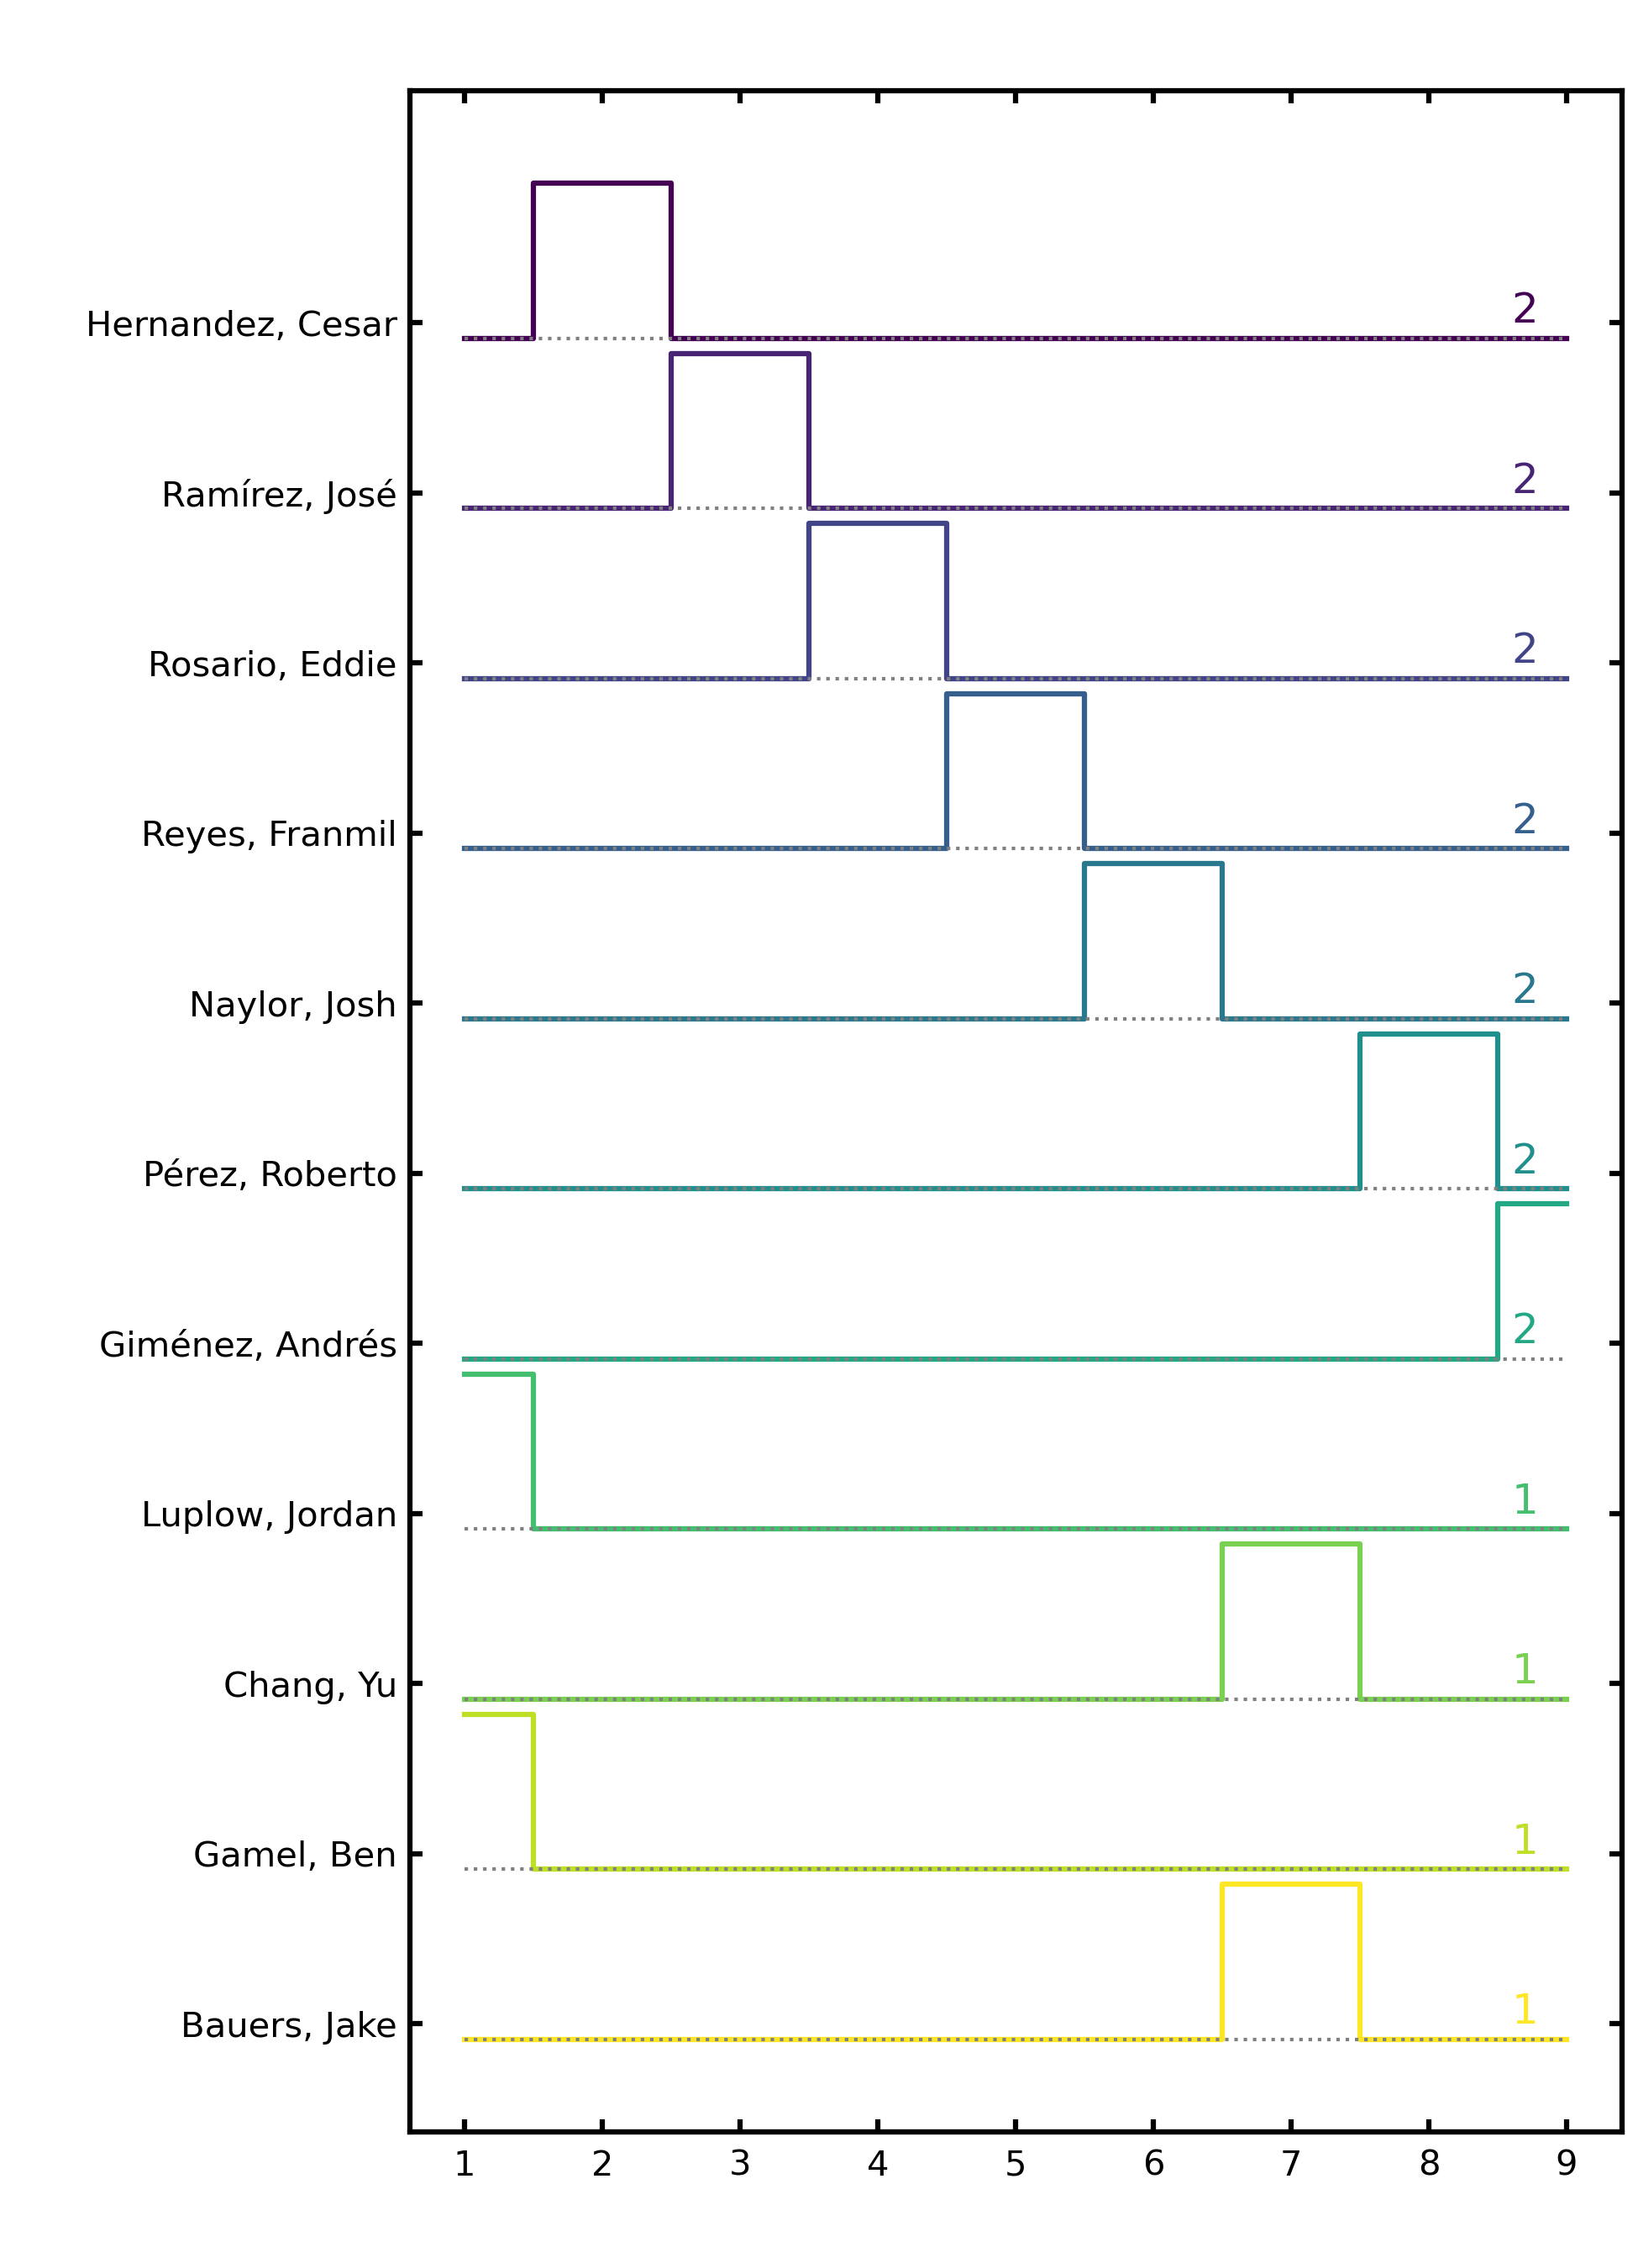 Hernandez, Cesar 2
Ramírez, José 2
Rosario, Eddie 2
Reyes, Franmil 2
Naylor, Josh 2
Pérez, Roberto 2
Giménez, Andrés 2
Luplow, Jordan 1
Chang, Yu 1
Gamel, Ben 1
Bauers, Jake 1
1 2 3 4 5 6 7 8 9